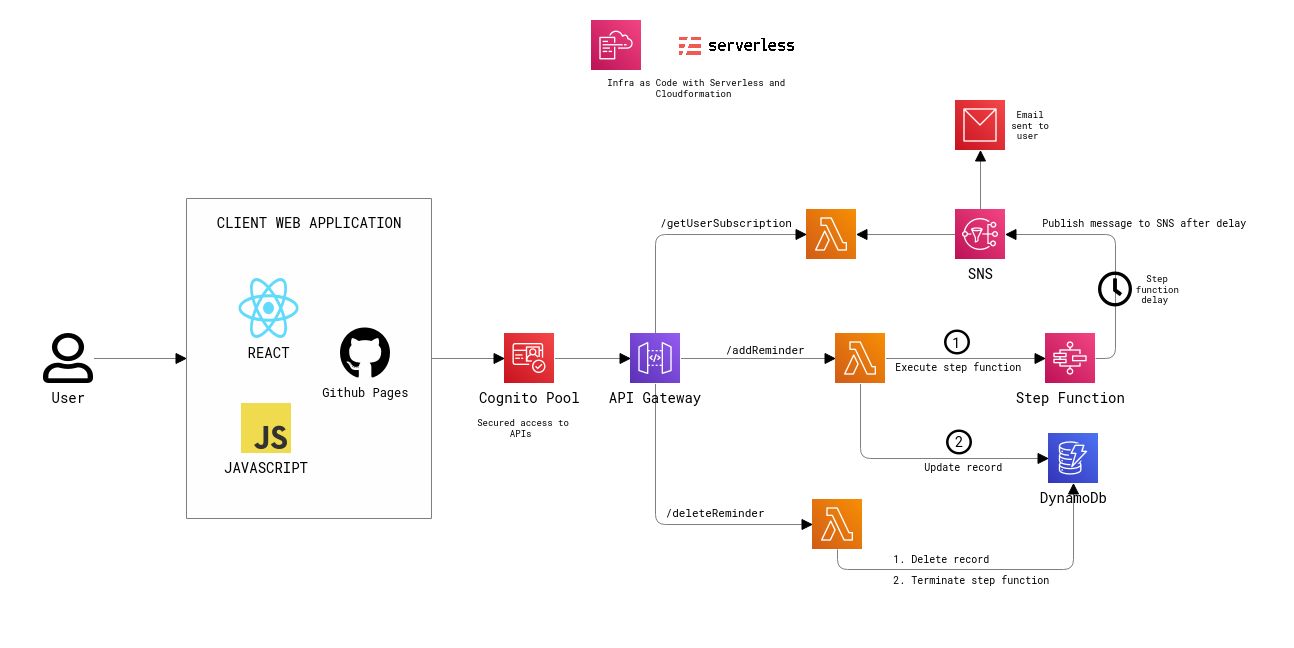 serverless
Infra as Code with Serverless and
Cloudformation
Email
sent to
user
CLIENT WEB APPLICATION
/getUserSubscription
Publish message to SNS after delay
SNS
Step
function
delay
REACT
Github Pages
User
JS
JAVASCRIPT
Cognito Pool
Secured access to
APIs
API Gateway
/addReminder
1
Execute step function
Step Function
2
Update record
DynamoDb
/deleteReminder
1. Delete record
2. Terminate step function